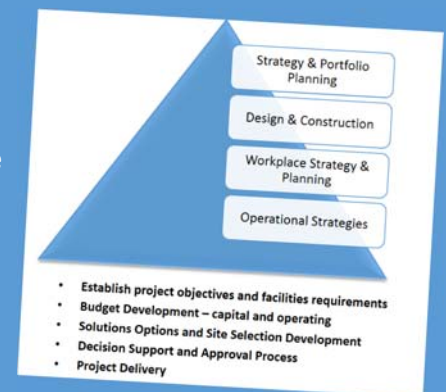 Strategy & Portfolio
Planning
Design & Construction
Workplace Strategy &
Planning
Operational Strategies
• Establish project objectives and facilities requirements
• Budget Development – capital and operating
• Solutions Options and Site Selection Development
• Decision Support and Approval Process
• Project Delivery